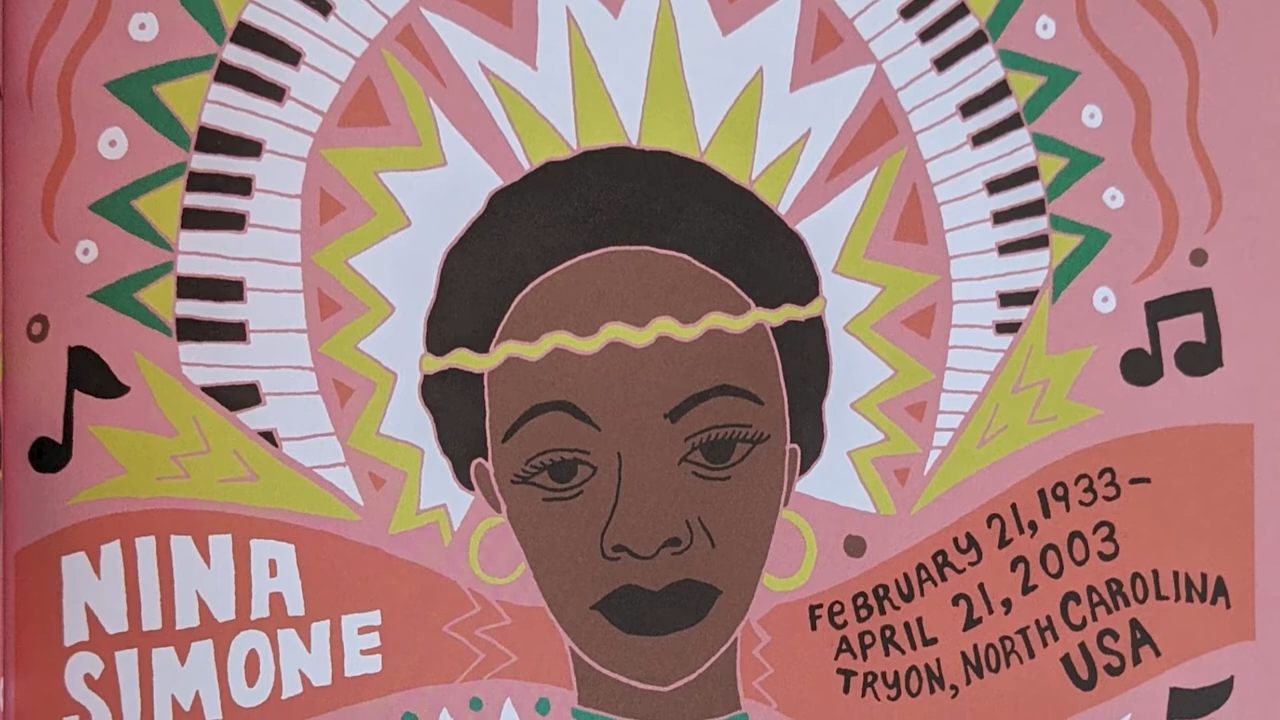 NINA
SIMONE
FeBRUARY 21, 1933–
APRIL 21, 2003
TRYON, NORTH CAROLINA
USA